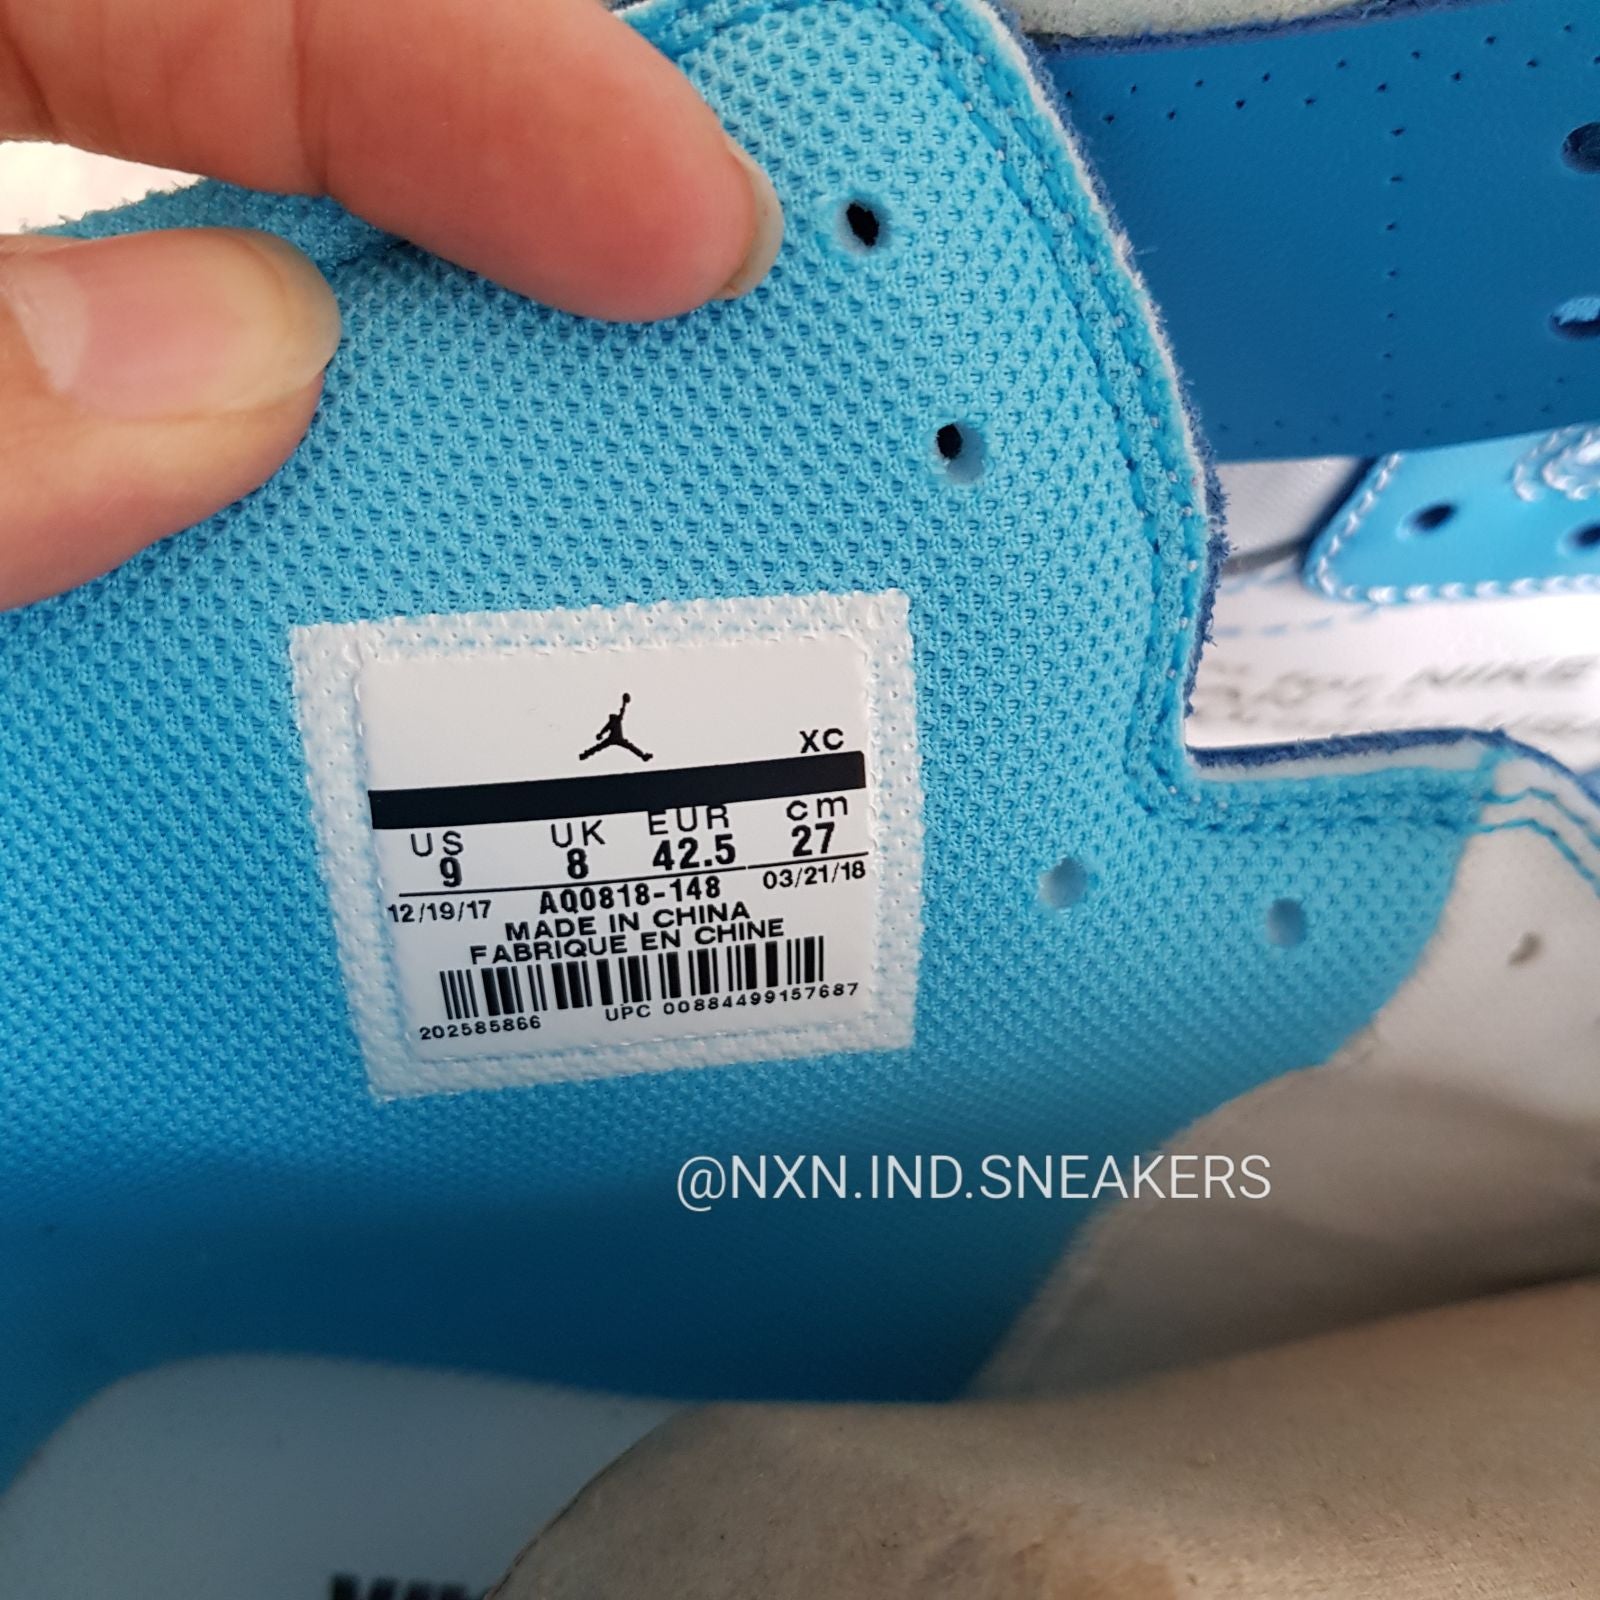 XC
US UK EUR cm
9 8 42.5 27
12/19/17 AQ0818-148 03/21/18
MADE IN CHINA
FABRIQUE EN CHINE
202585866 UPC 00884499157687
NIKE
@NXN.IND.SNEAKERS